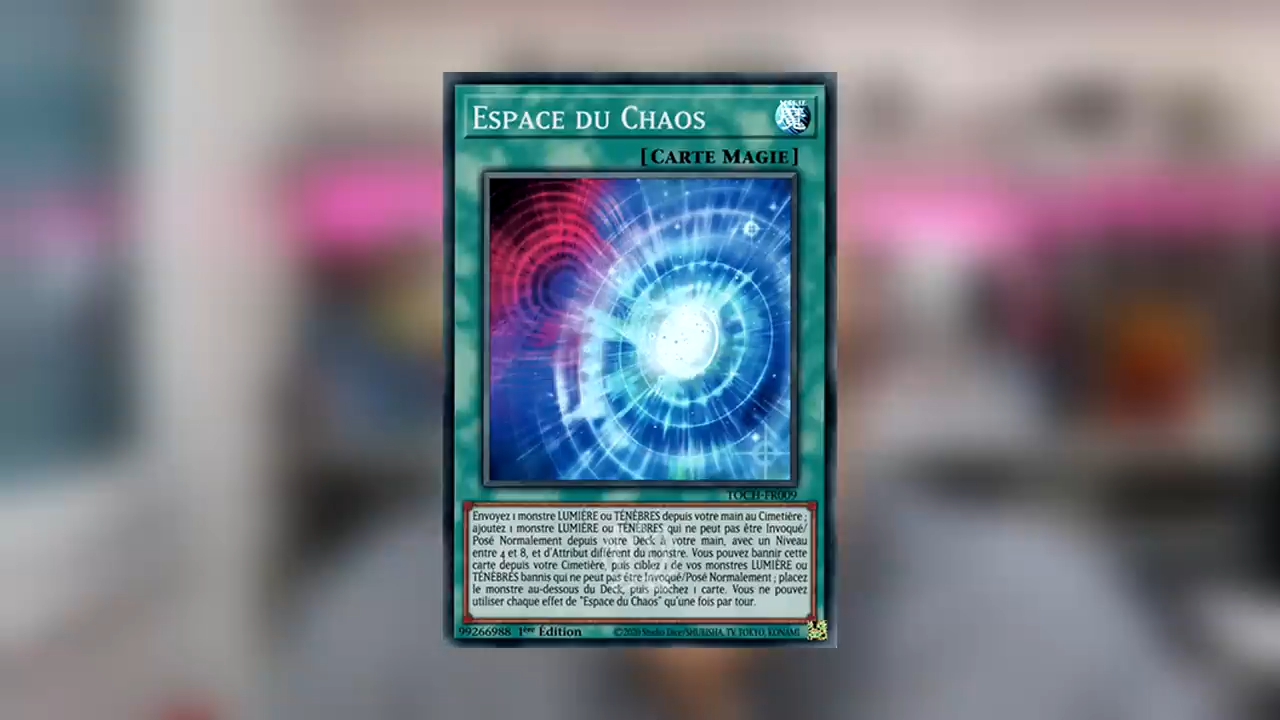 Espace du Chaos
[Carte Magie]
TOCH-FR009
Envoyez 1 monstre LUMIÈRE ou TÉNÈBRES depuis votre main au Cimetière ;
ajoutez 1 monstre LUMIÈRE ou TÉNÈBRES qui ne peut pas être Invoqué/
Posé Normalement depuis votre Deck à votre main, avec un Niveau
entre 4 et 8, et d'Attribut différent du monstre. Vous pouvez bannir cette
carte depuis votre Cimetière, puis ciblez 1 de vos monstres LUMIÈRE ou
TÉNÈBRES bannis qui ne peut pas être Invoqué/Posé Normalement ; placez
le monstre au-dessous du Deck, puis piochez 1 carte. Vous ne pouvez
utiliser chaque effet de "Espace du Chaos" qu'une fois par tour.
99266988 1ère Édition ©2020 Studio Dice/SHUEISHA, TV TOKYO, KONAMI